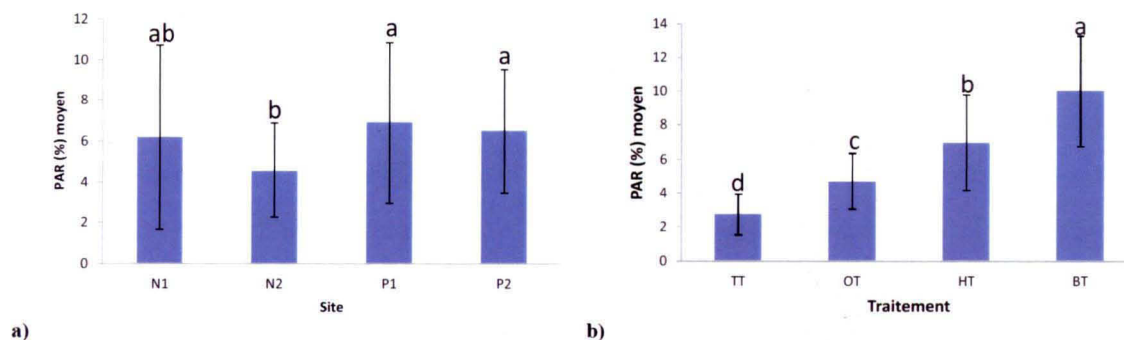 12
10
8
6
4
2
0
PAR (%) moyen
ab
b
a
a
N1 N2 P1 P2
Site
a)
14
12
10
8
6
4
2
0
PAR (%) moyen
d
c
b
a
TT OT HT BT
Traitement
b)